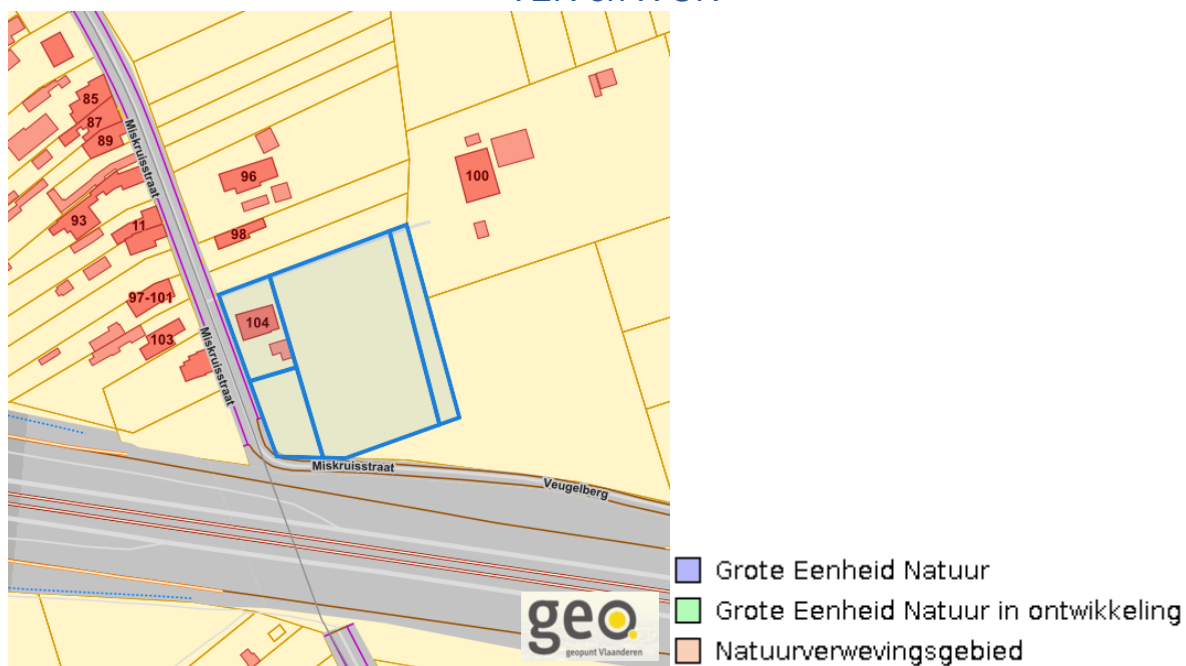 85
87
89
Miskruisstraat
96
100
93
11
98
97-101
104
103
Miskruisstraat
Miskruisstraat
Veugelberg
geo
geopunt Vlaanderen
Grote Eenheid Natuur
Grote Eenheid Natuur in ontwikkeling
Natuurverwevingsgebied